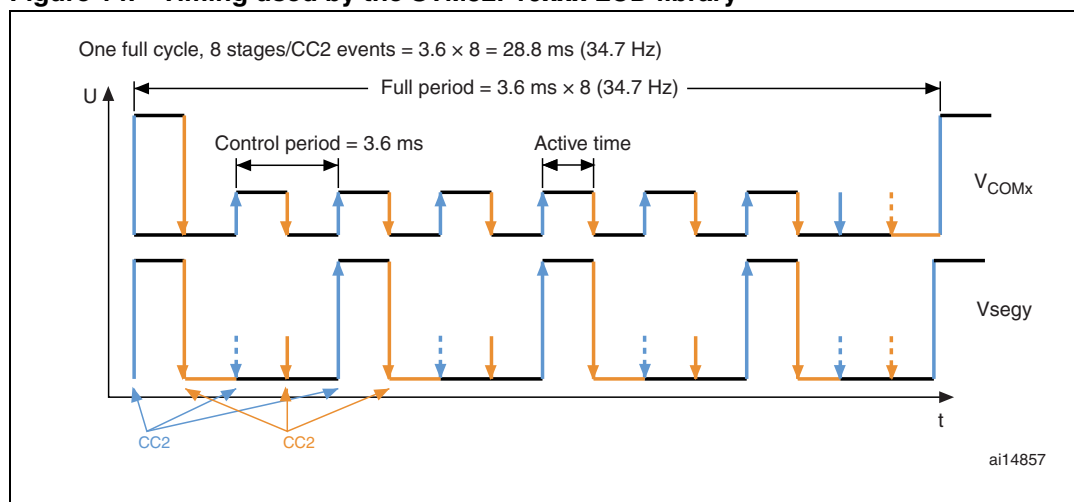 One full cycle, 8 stages/CC2 events = 3.6 × 8 = 28.8 ms (34.7 Hz)
Full period = 3.6 ms × 8 (34.7 Hz)
U
Control period = 3.6 ms
Active time
VCOMx
Vsegy
t
CC2
CC2
ai14857